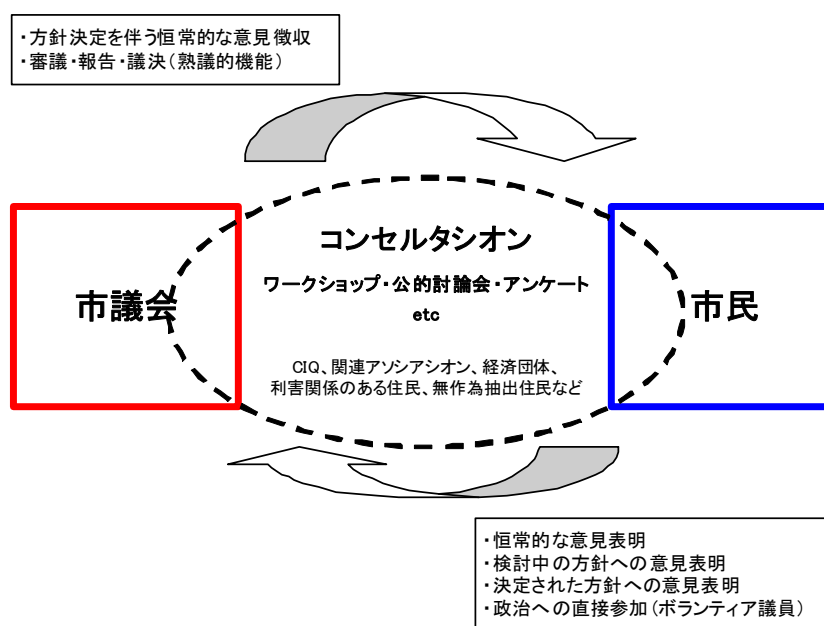 ・方針決定を伴う恒常的な意見徴収
・審議・報告・議決（熟議的機能）
コンセルタシオン
ワークショップ・公的討論会・アンケート
etc
市議会
市民
CIQ、関連アソシアシオン、経済団体、
利害関係のある住民、無作為抽出住民など
・恒常的な意見表明
・検討中の方針への意見表明
・決定された方針への意見表明
・政治への直接参加（ボランティア議員）